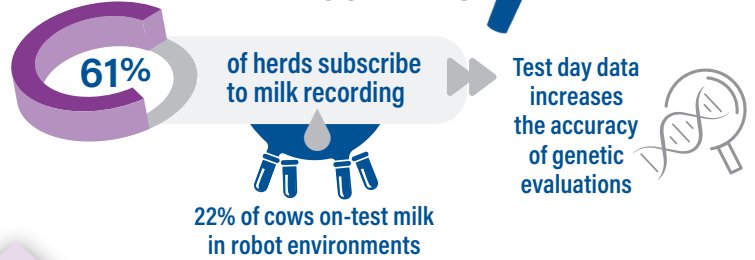 61%
of herds subscribe
to milk recording
Test day data
increases
the accuracy
of genetic
evaluations
22% of cows on-test milk
in robot environments